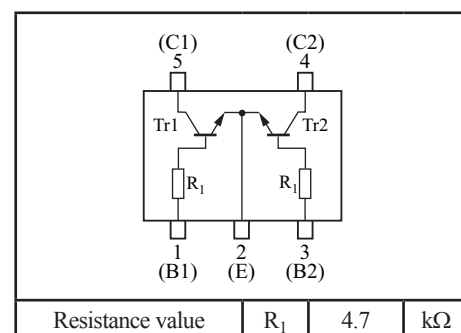 (C1) (C2)
5 4
Tr1 Tr2
R1 R1
1 2 3
(B1) (E) (B2)
Resistance value R1 4.7 kΩ